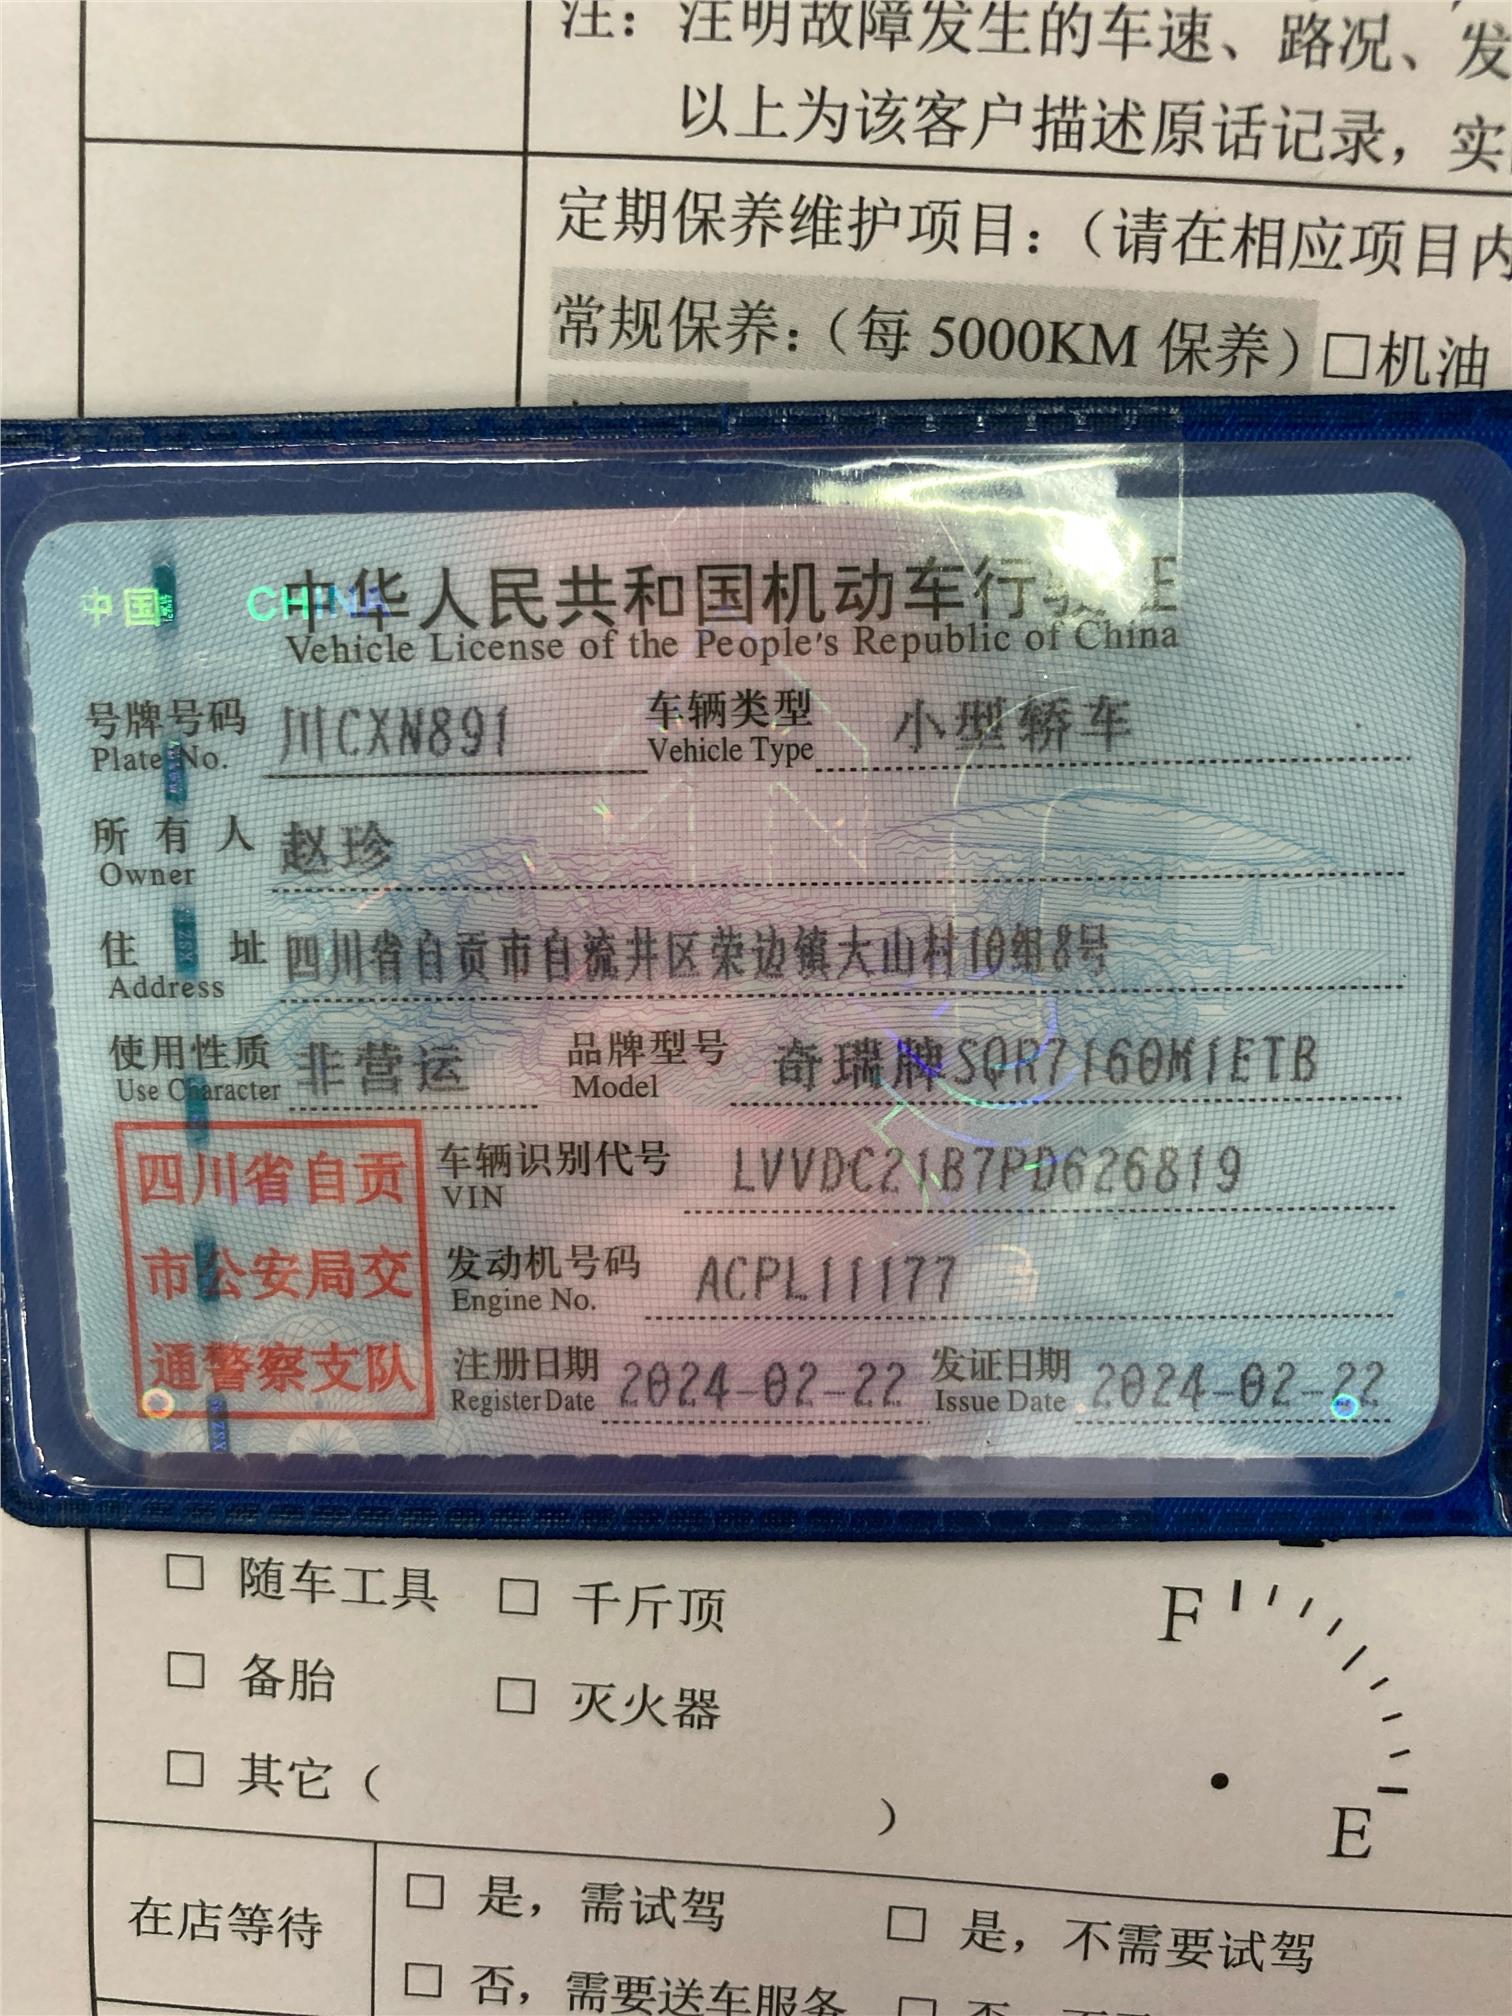 注：注明故障发生的车速、路况、发
以上为该客户描述原话记录，实
定期保养维护项目：（请在相应项目内
常规保养：（每 5000KM 保养）□机油
中国 CHINA
中华人民共和国机动车行驶证
Vehicle License of the People's Republic of China
号牌号码 川CXN891 车辆类型 小型轿车
Plate No. Vehicle Type
所有人 赵珍
Owner
住址 四川省自贡市自流井区荣边镇大山村10组8号
Address
使用性质 非营运 品牌型号 奇瑞牌SQR7160M1ETB
Use Character Model
四川省自贡
市公安局交
通警察支队
车辆识别代号 LVVDC21B7PD626819
VIN
发动机号码 ACPL11177
Engine No.
注册日期 2024-02-22 发证日期 2024-02-22
Register Date Issue Date
□ 随车工具 □ 千斤顶
□ 备胎 □ 灭火器
□ 其它（ ）
F
E
在店等待
□ 是，需试驾 □ 是，不需要试驾
□ 否，需要送车服务